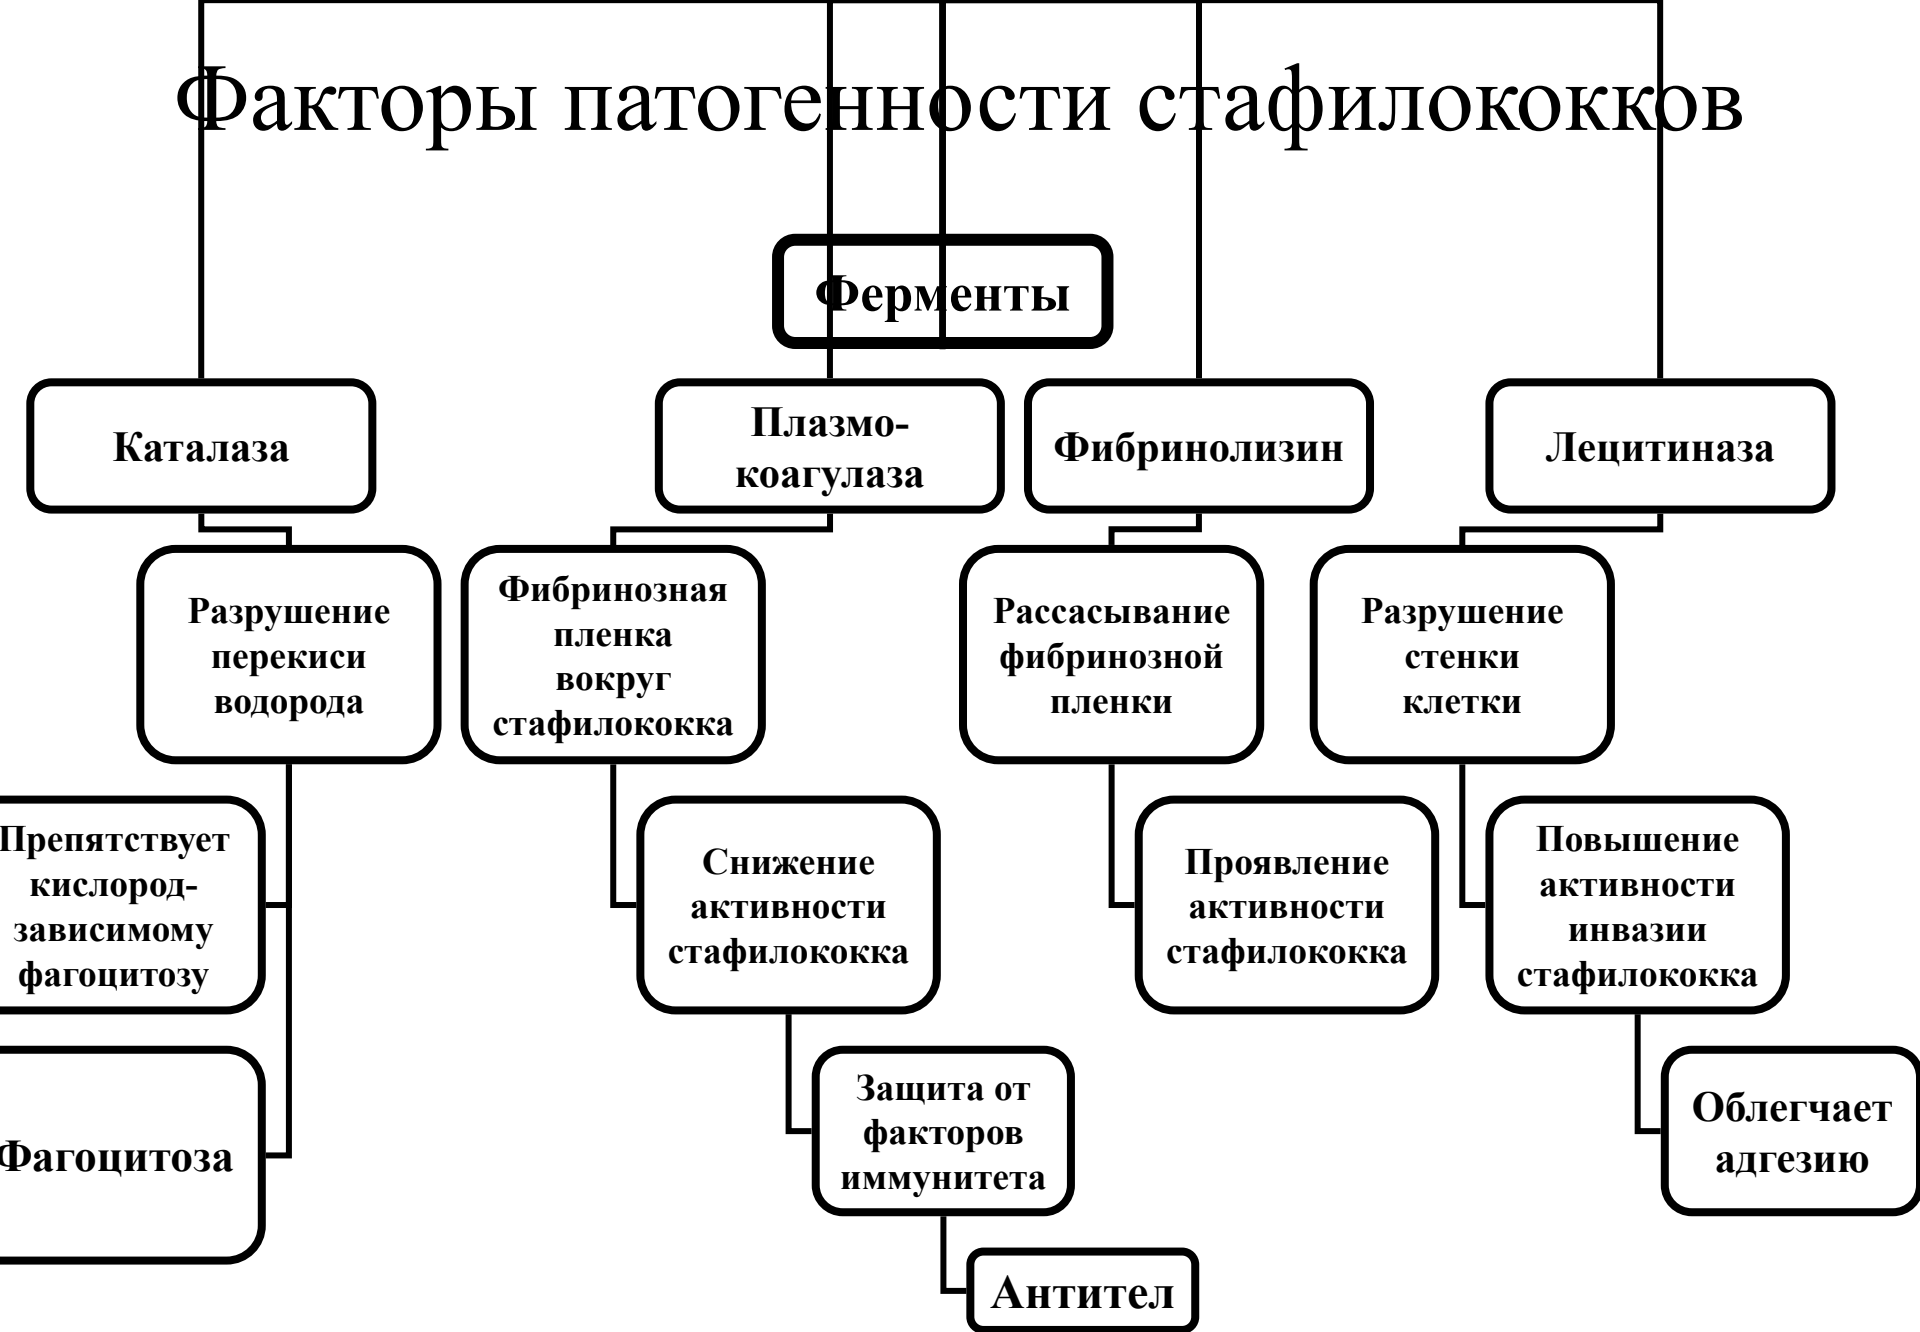 Факторы патогенности стафилококков
Ферменты
Каталаза
Плазмо-
коагулаза
Фибринолизин
Лецитиназа
Разрушение
перекиси
водорода
Фибринозная
пленка
вокруг
стафилококка
Рассасывание
фибринозной
пленки
Разрушение
стенки
клетки
Препятствует
кислород-
зависимому
фагоцитозу
Снижение
активности
стафилококка
Проявление
активности
стафилококка
Повышение
активности
инвазии
стафилококка
Фагоцитоза
Защита от
факторов
иммунитета
Облегчает
адгезию
Антител